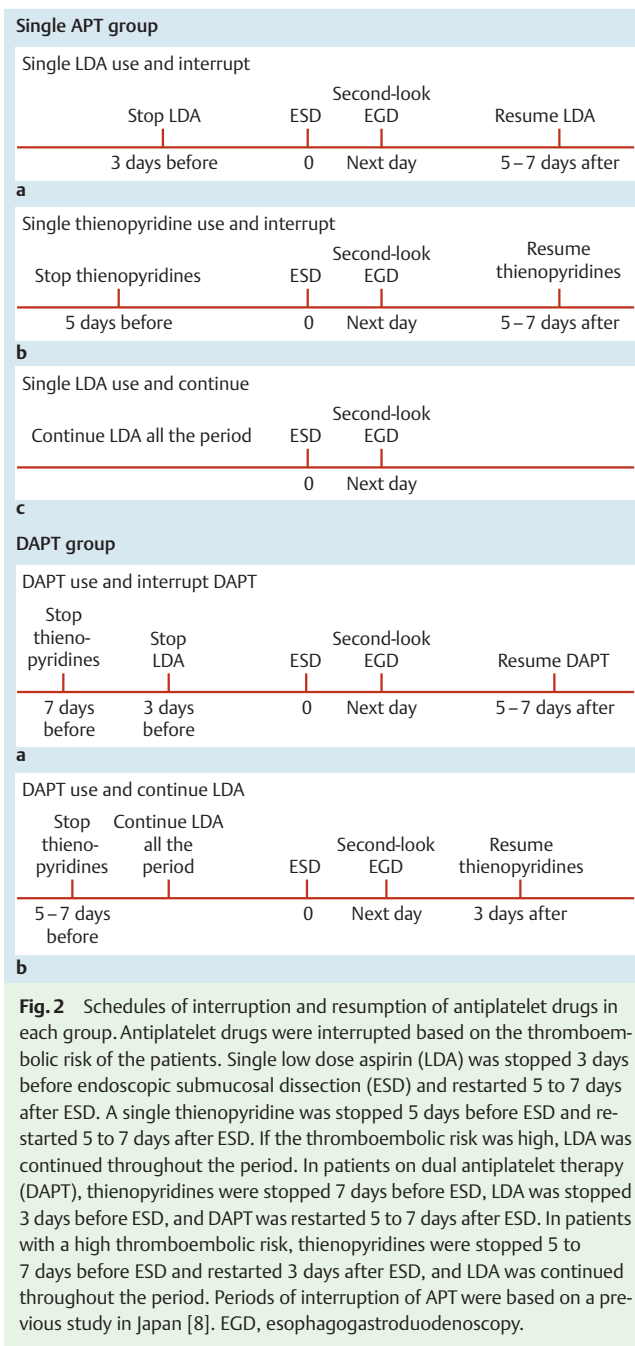 Single APT group
Single LDA use and interrupt
Second-look
Stop LDA ESD EGD Resume LDA
3 days before 0 Next day 5–7 days after
a
Single thienopyridine use and interrupt
Second-look Resume
Stop thienopyridines ESD EGD thienopyridines
5 days before 0 Next day 5–7 days after
b
Single LDA use and continue
Second-look
Continue LDA all the period ESD EGD
0 Next day
c
DAPT group
DAPT use and interrupt DAPT
Stop
thieno- Stop Second-look
pyridines LDA ESD EGD Resume DAPT
7 days 3 days 0 Next day 5–7 days after
before before
a
DAPT use and continue LDA
Stop Continue LDA
thieno- all the Second-look Resume
pyridines period ESD EGD thienopyridines
5–7 days 0 Next day 3 days after
before
b
Fig. 2 Schedules of interruption and resumption of antiplatelet drugs in
each group. Antiplatelet drugs were interrupted based on the thromboem-
bolic risk of the patients. Single low dose aspirin (LDA) was stopped 3 days
before endoscopic submucosal dissection (ESD) and restarted 5 to 7 days
after ESD. A single thienopyridine was stopped 5 days before ESD and re-
started 5 to 7 days after ESD. If the thromboembolic risk was high, LDA was
continued throughout the period. In patients on dual antiplatelet therapy
(DAPT), thienopyridines were stopped 7 days before ESD, LDA was stopped
3 days before ESD, and DAPT was restarted 5 to 7 days after ESD. In patients
with a high thromboembolic risk, thienopyridines were stopped 5 to
7 days before ESD and restarted 3 days after ESD, and LDA was continued
throughout the period. Periods of interruption of APT were based on a pre-
vious study in Japan [8]. EGD, esophagogastroduodenoscopy.